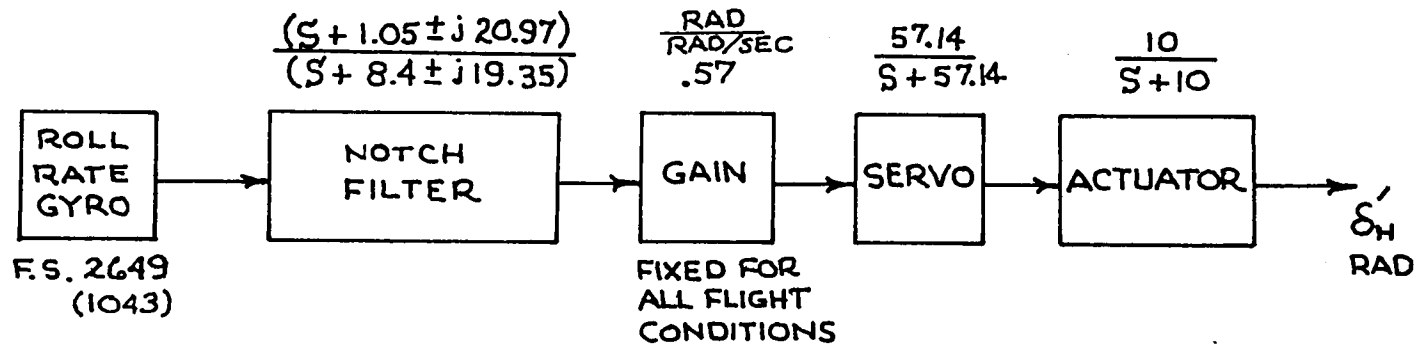 (S + 1.05 ± j 20.97)
(S + 8.4 ± j 19.35)
RAD
RAD/SEC
.57
57.14
S + 57.14
10
S + 10
ROLL
RATE
GYRO
NOTCH
FILTER
GAIN
SERVO
ACTUATOR
δ'H
RAD
F.S. 2649
(1043)
FIXED FOR
ALL FLIGHT
CONDITIONS